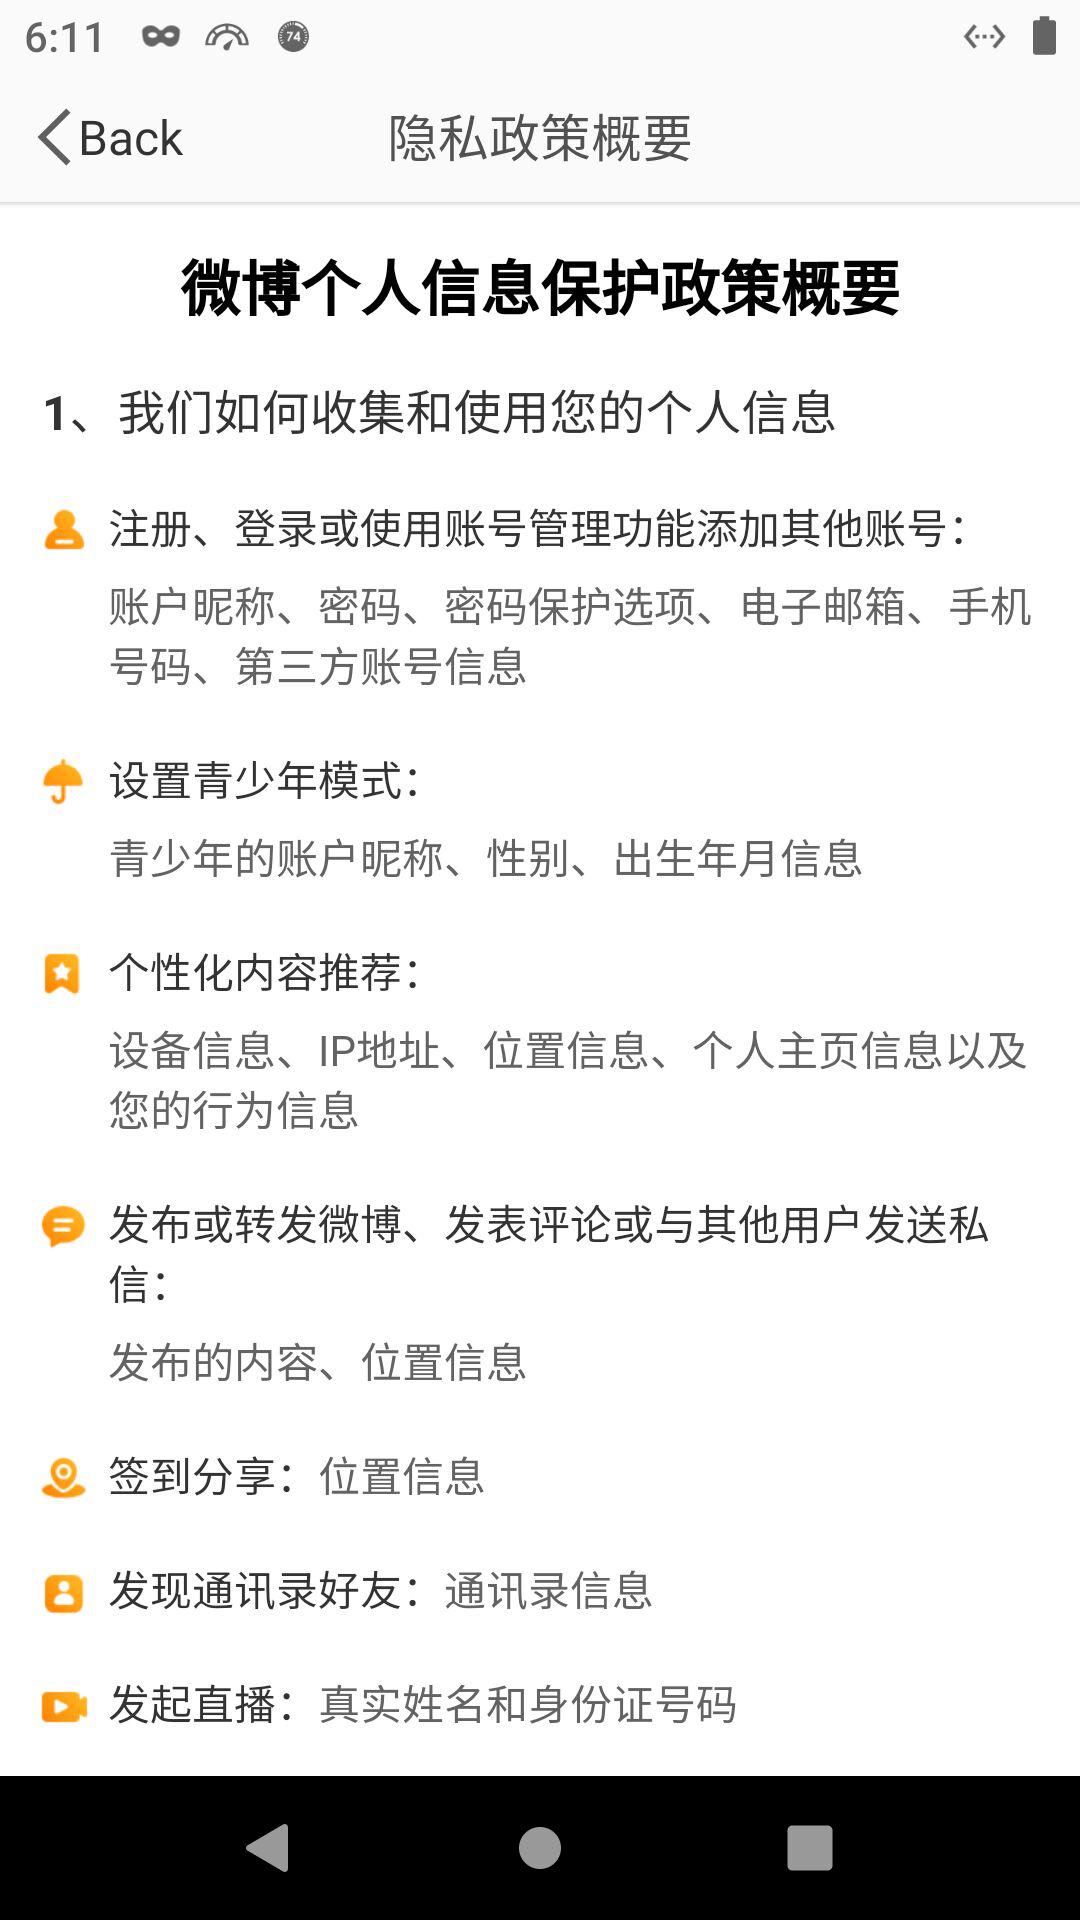 6:11
74
Back
隐私政策概要
微博个人信息保护政策概要
1、我们如何收集和使用您的个人信息
注册、登录或使用账号管理功能添加其他账号：
账户昵称、密码、密码保护选项、电子邮箱、手机
号码、第三方账号信息
设置青少年模式：
青少年的账户昵称、性别、出生年月信息
个性化内容推荐：
设备信息、IP地址、位置信息、个人主页信息以及
您的行为信息
发布或转发微博、发表评论或与其他用户发送私
信：
发布的内容、位置信息
签到分享：位置信息
发现通讯录好友：通讯录信息
发起直播：真实姓名和身份证号码